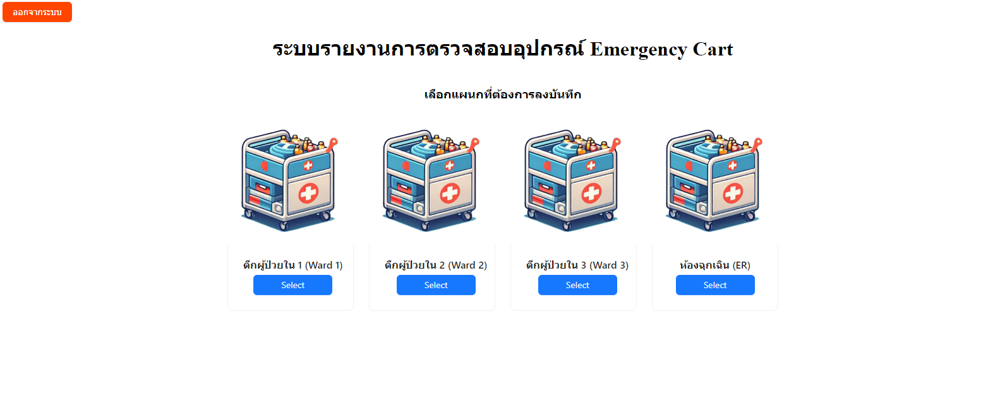 ออกจากระบบ
ระบบรายงานการตรวจสอบอุปกรณ์ Emergency Cart
เลือกแผนกที่ต้องการลงบันทึก
ตึกผู้ป่วยใน 1 (Ward 1)
Select
ตึกผู้ป่วยใน 2 (Ward 2)
Select
ตึกผู้ป่วยใน 3 (Ward 3)
Select
ห้องฉุกเฉิน (ER)
Select